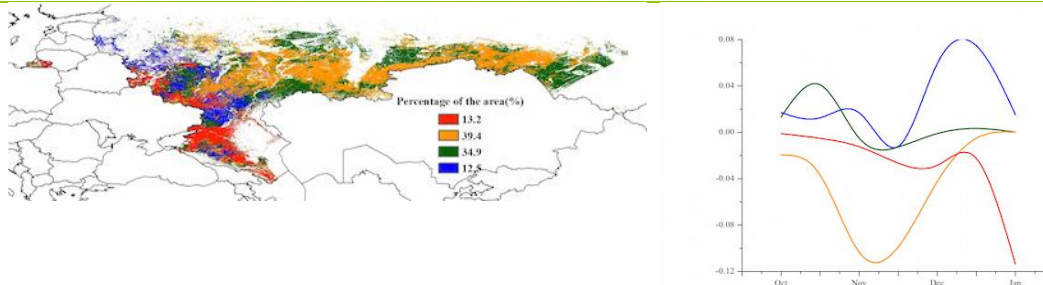 Percentage of the area(%)
13.2
39.4
34.9
12.5
0.08
0.04
0.00
-0.04
-0.08
-0.12
Oct
Nov
Dec
Jan